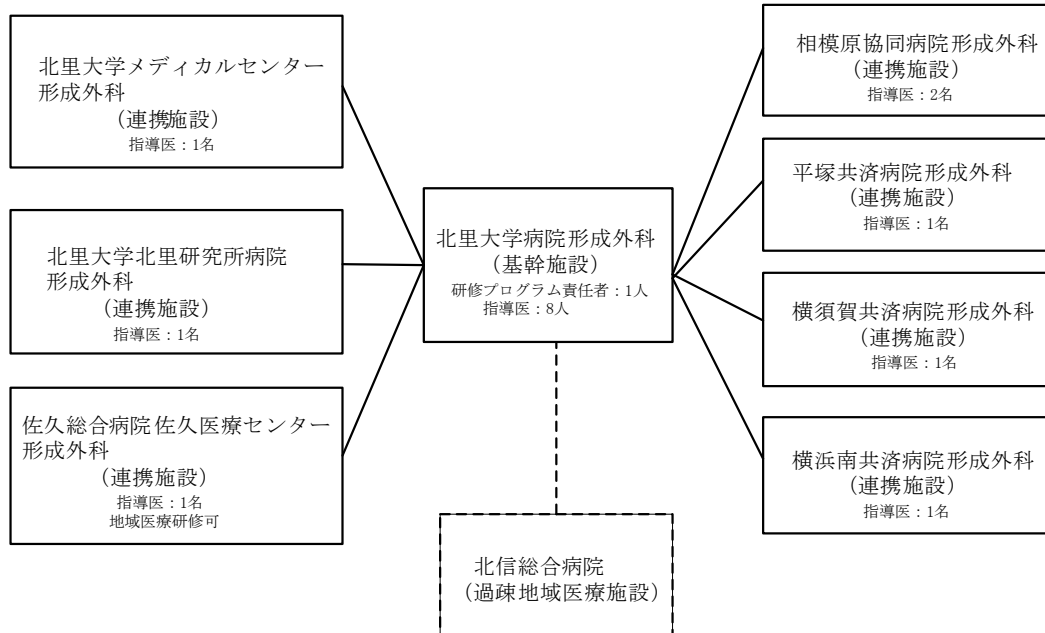 北里大学メディカルセンター
形成外科
（連携施設）
指導医：1名
北里大学北里研究所病院
形成外科
（連携施設）
指導医：1名
佐久総合病院佐久医療センター
形成外科
（連携施設）
指導医：1名
地域医療研修可
北里大学病院形成外科
（基幹施設）
研修プログラム責任者：1人
指導医：8人
北信総合病院
（過疎地域医療施設）
相模原協同病院形成外科
（連携施設）
指導医：2名
平塚共済病院形成外科
（連携施設）
指導医：1名
横須賀共済病院形成外科
（連携施設）
指導医：1名
横浜南共済病院形成外科
（連携施設）
指導医：1名